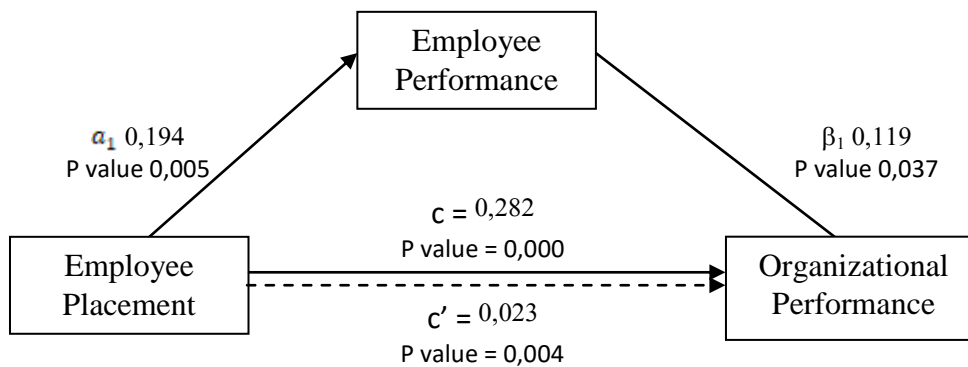 Employee
Performance
a₁ 0,194
P value 0,005
β₁ 0,119
P value 0,037
c = 0,282
P value = 0,000
Employee
Placement
Organizational
Performance
c’ = 0,023
P value = 0,004